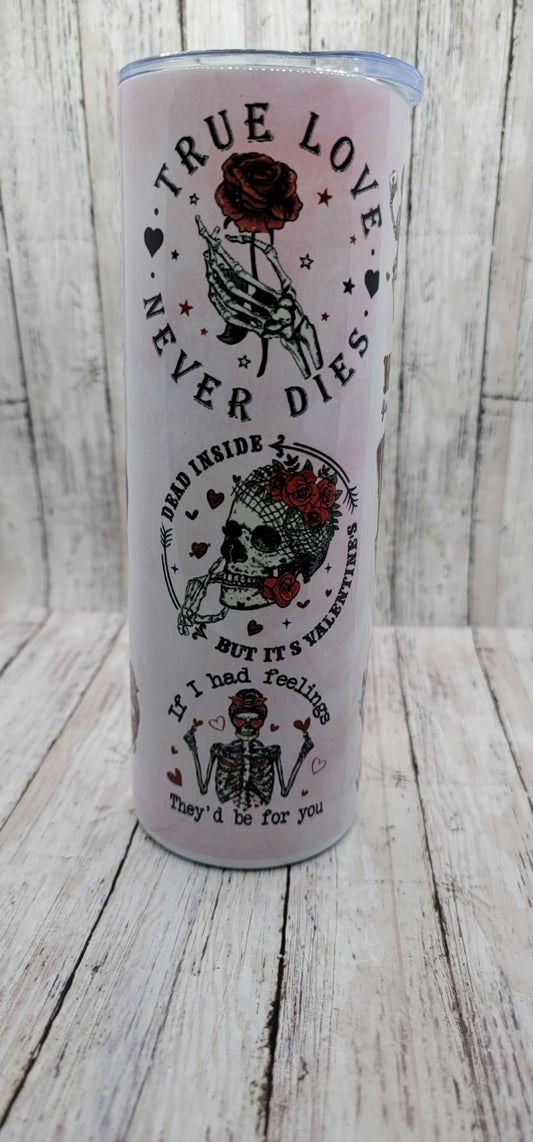 TRUE LOVE
NEVER DIES
DEAD INSIDE
BUT IT'S VALENTINE'S
If I had feelings
They'd be for you